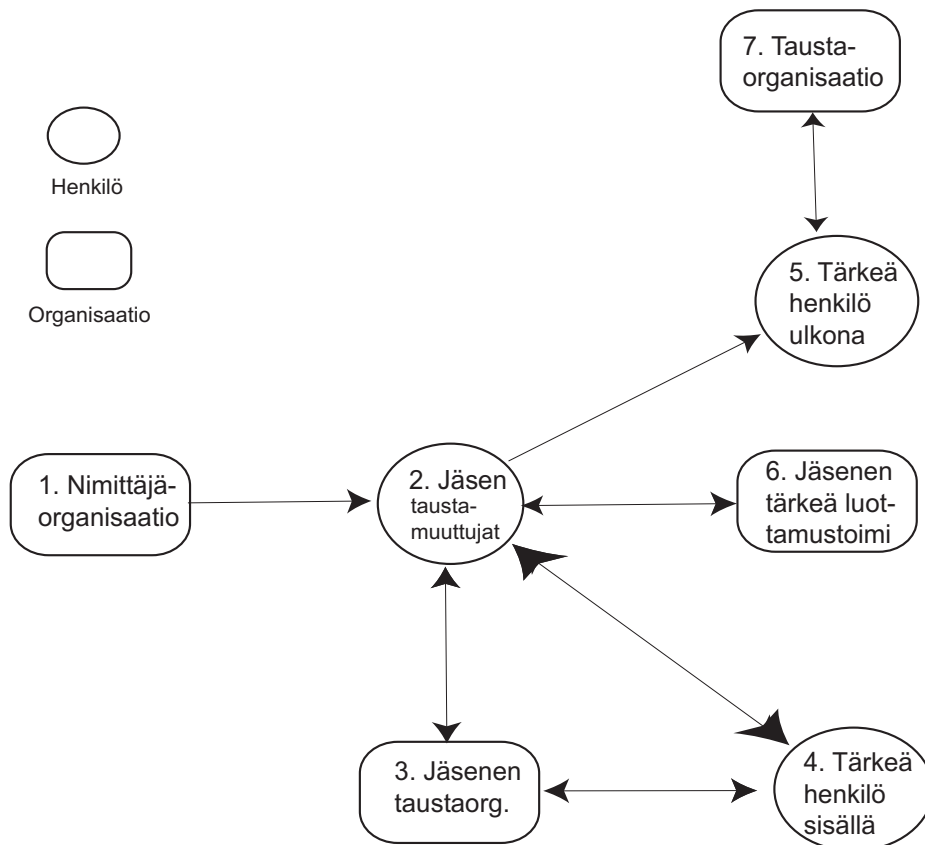 7. Tausta-
organisaatio
Henkilö
Organisaatio
5. Tärkeä
henkilö
ulkona
1. Nimittäjä-
organisaatio
2. Jäsen
tausta-
muuttujat
6. Jäsenen
tärkeä luot-
tamustoimi
3. Jäsenen
taustaorg.
4. Tärkeä
henkilö
sisällä